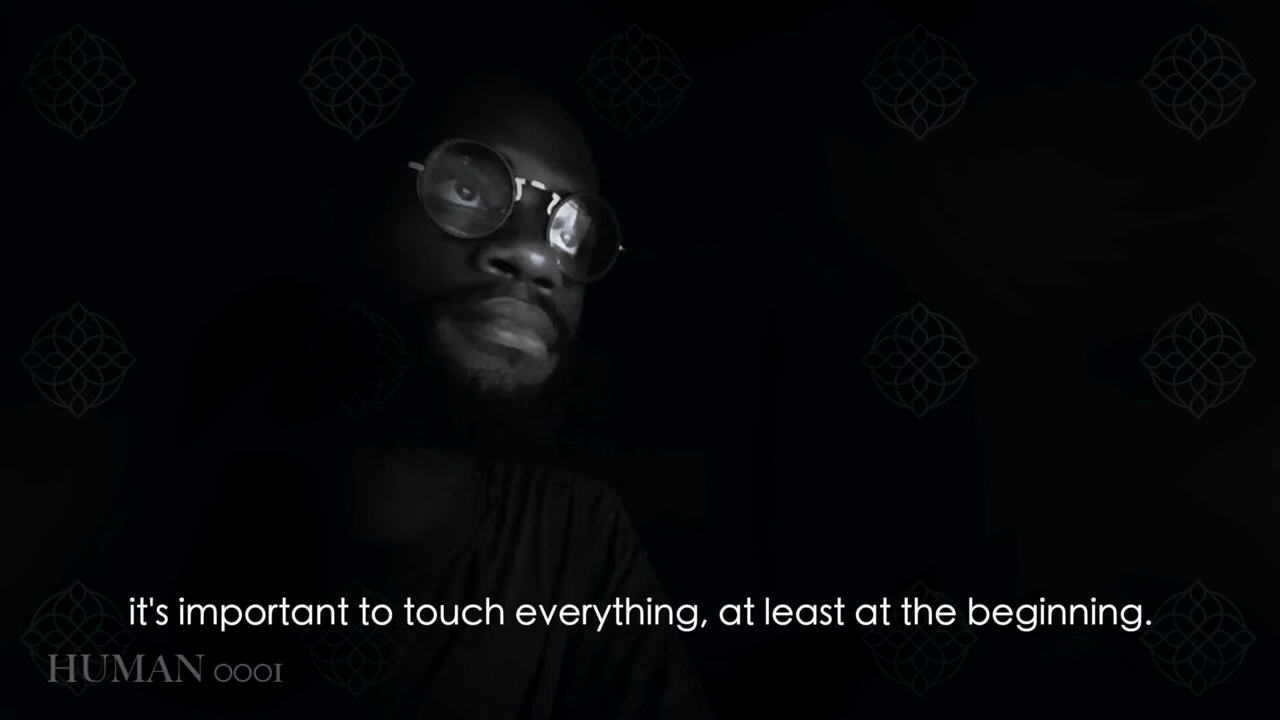 it's important to touch everything, at least at the beginning.
HUMAN 0001